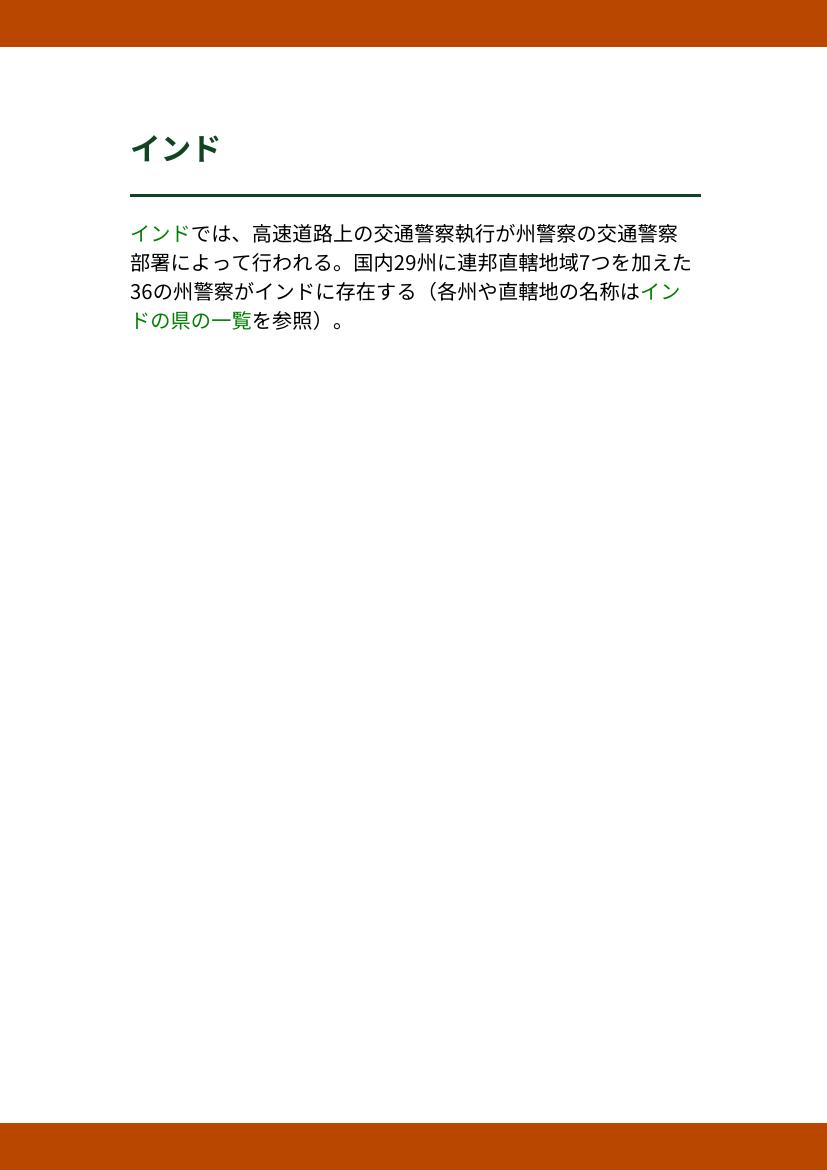 インド
インドでは、高速道路上の交通警察執行が州警察の交通警察
部署によって行われる。国内29州に連邦直轄地域7つを加えた
36の州警察がインドに存在する（各州や直轄地の名称はイン
ドの県の一覧を参照）。